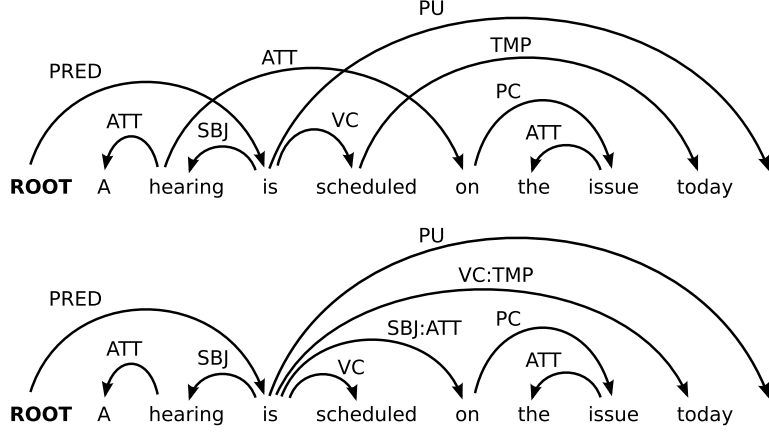 PU
TMP
ATT
PRED
PC
ATT
SBJ
VC
ATT
ROOT A hearing is scheduled on the issue today
PU
VC:TMP
PRED
SBJ:ATT
PC
ATT
SBJ
VC
ATT
ROOT A hearing is scheduled on the issue today